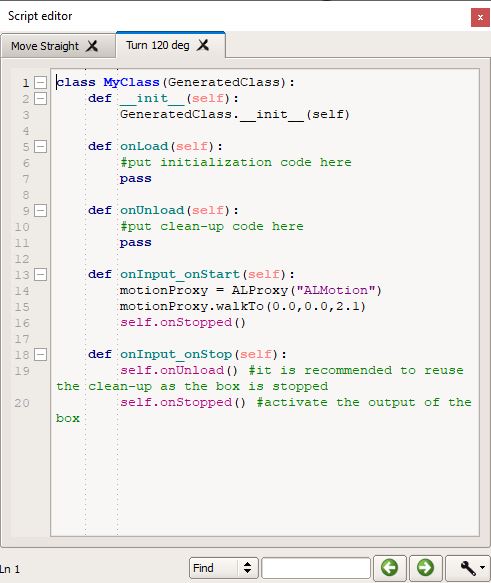 Script editor
x
Move Straight X
Turn 120 deg X
1 class MyClass(GeneratedClass):
2     def __init__(self):
3         GeneratedClass.__init__(self)
4
5     def onLoad(self):
6         #put initialization code here
7         pass
8
9     def onUnload(self):
10         #put clean-up code here
11         pass
12
13     def onInput_onStart(self):
14         motionProxy = ALProxy("ALMotion")
15         motionProxy.walkTo(0.0,0.0,2.1)
16         self.onStopped()
17
18     def onInput_onStop(self):
19         self.onUnload() #it is recommended to reuse
the clean-up as the box is stopped
20         self.onStopped() #activate the output of the
box
Ln 1
Find